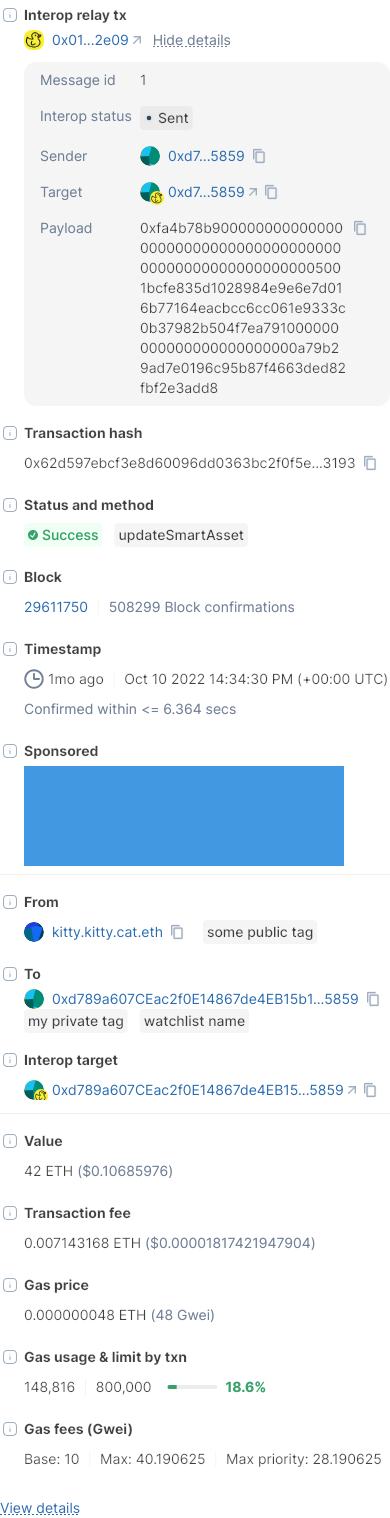 Interop relay tx
0x01...2e09 Hide details
Message id 1
Interop status Sent
Sender 0xd7...5859
Target 0xd7...5859
Payload 0xfa4b78b900000000000000
00000000000000000000000
00000000000000000000500
1bcfe835d1028984e9e6e7d01
6b77164eacbcc6cc061e9333c
0b37982b504f7ea791000000
000000000000000000a79b2
9ad7e0196c95b87f4663ded82
fbf2e3add8
Transaction hash
0x62d597ebcf3e8d60096dd0363bc2f0f5e...3193
Status and method
Success updateSmartAsset
Block
29611750 508299 Block confirmations
Timestamp
1mo ago Oct 10 2022 14:34:30 PM (+00:00 UTC)
Confirmed within <= 6.364 secs
Sponsored
From
kitty.kitty.cat.eth some public tag
To
0xd789a607CEac2f0E14867de4EB15b1...5859
my private tag watchlist name
Interop target
0xd789a607CEac2f0E14867de4EB15...5859
Value
42 ETH ($0.10685976)
Transaction fee
0.007143168 ETH ($0.00001817421947904)
Gas price
0.000000048 ETH (48 Gwei)
Gas usage & limit by txn
148,816 800,000 18.6%
Gas fees (Gwei)
Base: 10 Max: 40.190625 Max priority: 28.190625
View details